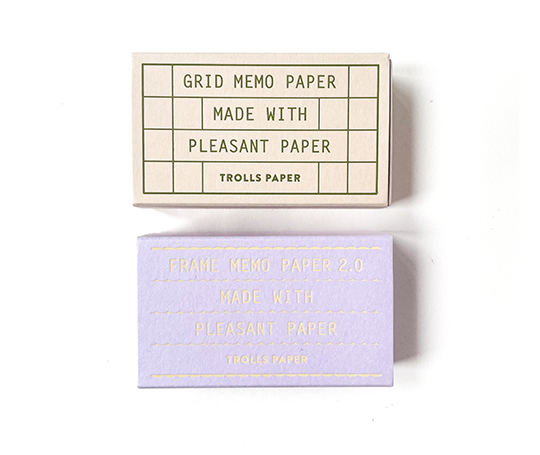 GRID MEMO PAPER
MADE WITH
PLEASANT PAPER
TROLLS PAPER
FRAME MEMO PAPER 2.0
MADE WITH
PLEASANT PAPER
TROLLS PAPER